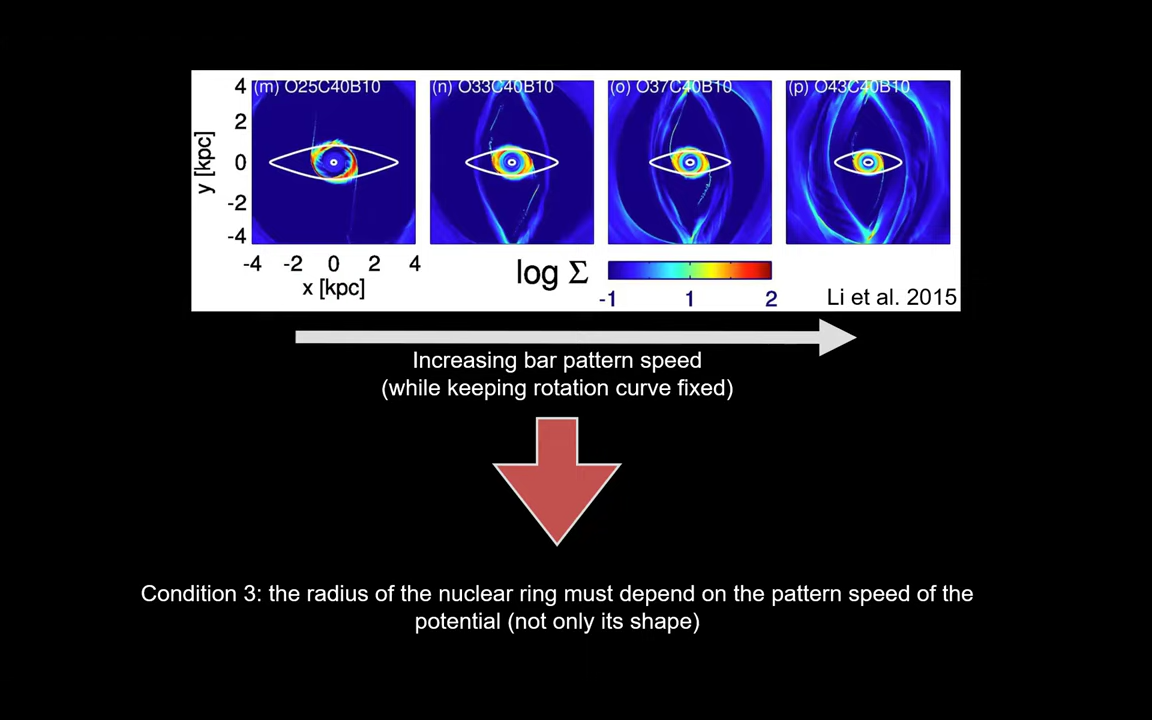 (m) O25C40B10 (n) O33C40B10 (o) O37C40B10 (p) O43C40B10
4
2
0
-2
-4
y [kpc]
-4 -2 0 2 4
x [kpc]
log Σ
-1 1 2
Li et al. 2015
Increasing bar pattern speed
(while keeping rotation curve fixed)
Condition 3: the radius of the nuclear ring must depend on the pattern speed of the
potential (not only its shape)